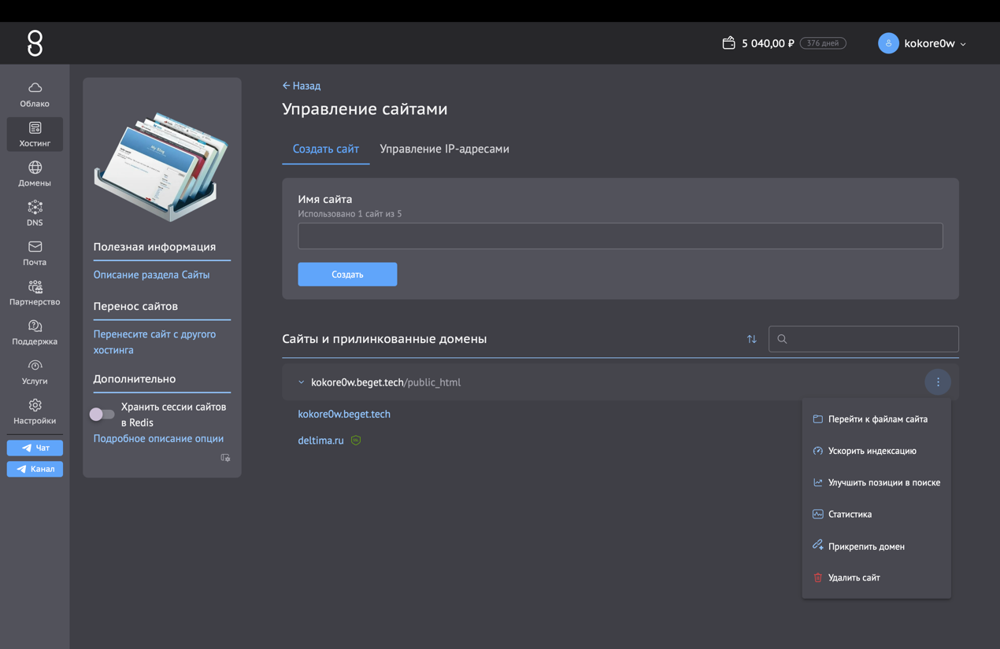 5 040,00 ₽
376 дней
kokore0w
Облако
Хостинг
Домены
DNS
Почта
Партнерство
Поддержка
Услуги
Настройки
Чат
Канал
My Blog
Полезная информация
Описание раздела Сайты
Перенос сайтов
Перенесите сайт с другого
хостинга
Дополнительно
Хранить сессии сайтов
в Redis
Подробное описание опции
Назад
Управление сайтами
Создать сайт
Управление IP-адресами
Имя сайта
Использовано 1 сайт из 5
Создать
Сайты и прилинкованные домены
kokore0w.beget.tech/public_html
kokore0w.beget.tech
deltima.ru
Перейти к файлам сайта
Ускорить индексацию
Улучшить позиции в поиске
Статистика
Прикрепить домен
Удалить сайт